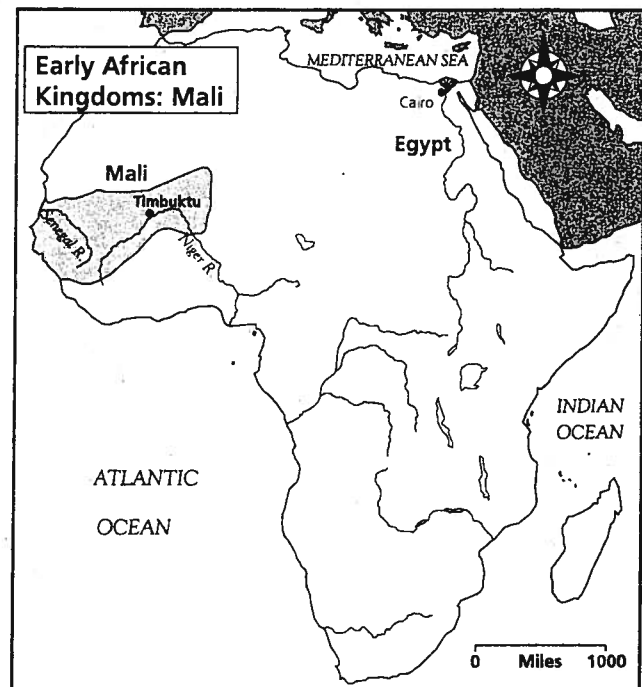 Early African
Kingdoms: Mali
MEDITERRANEAN SEA
Cairo
Egypt
Mali
Timbuktu
Senegal R.
Niger R.
INDIAN
OCEAN
ATLANTIC
OCEAN
0 Miles 1000